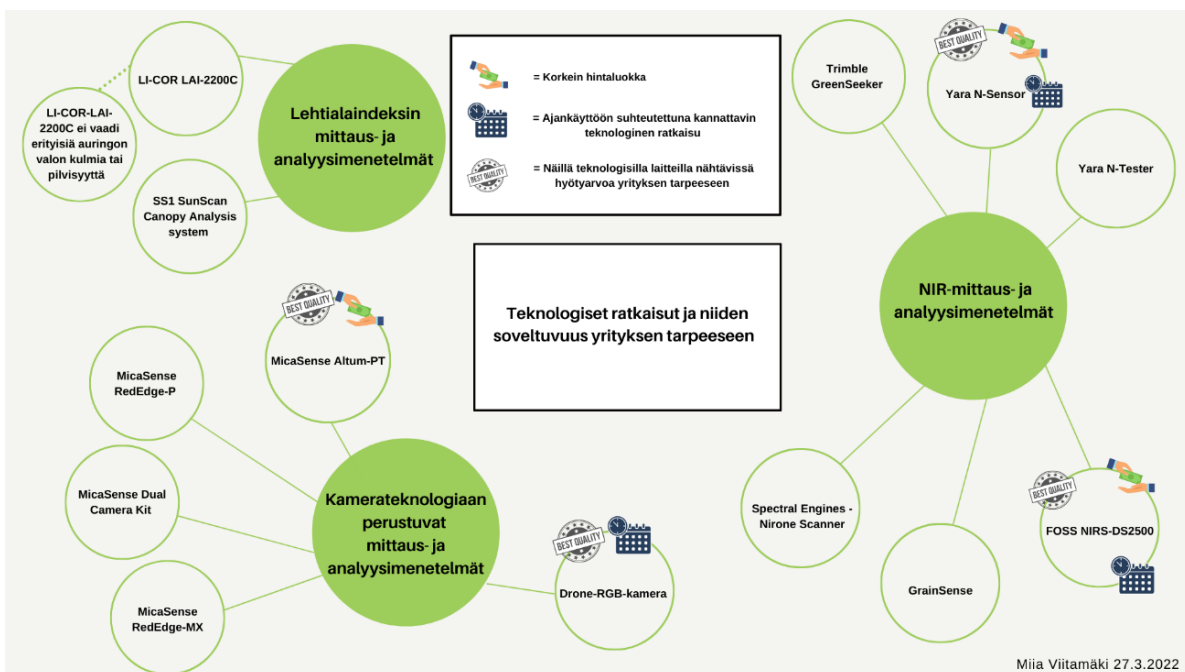 LI-COR LAI-2200C
LI-COR-LAI-
2200C ei vaadi
erityisiä auringon
valon kulmia tai
pilvisyyttä
SS1 SunScan
Canopy Analysis
system
Lehtialaindeksin
mittaus- ja
analyysimenetelmät
= Korkein hintaluokka
= Ajankäyttöön suhteutettuna kannattavin
teknologinen ratkaisu
BEST QUALITY
= Näillä teknologisilla laitteilla nähtävissä
hyötyarvoa yrityksen tarpeeseen
Teknologiset ratkaisut ja niiden
soveltuvuus yrityksen tarpeeseen
Trimble
GreenSeeker
BEST QUALITY
Yara N-Sensor
Yara N-Tester
NIR-mittaus- ja
analyysimenetelmät
Spectral Engines -
Nirone Scanner
GrainSense
BEST QUALITY
FOSS NIRS-DS2500
BEST QUALITY
MicaSense Altum-PT
MicaSense
RedEdge-P
MicaSense Dual
Camera Kit
MicaSense
RedEdge-MX
Kamerateknologiaan
perustuvat
mittaus- ja
analyysimenetelmät
BEST QUALITY
Drone-RGB-kamera
Miia Viitamäki 27.3.2022